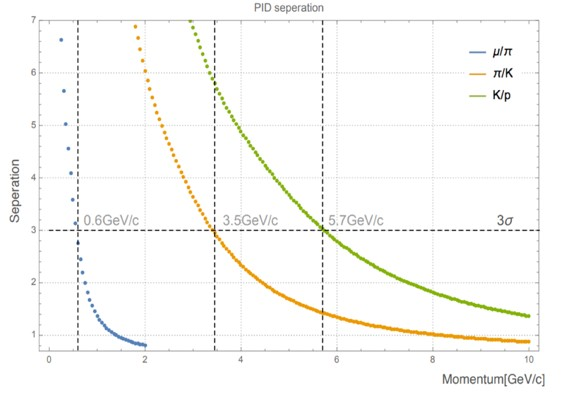 PID seperation
7
μ/π
π/K
6
K/p
5
Seperation
4
0.6GeV/c 3.5GeV/c 5.7GeV/c 3σ
3
2
1
0 2 4 6 8 10
Momentum[GeV/c]